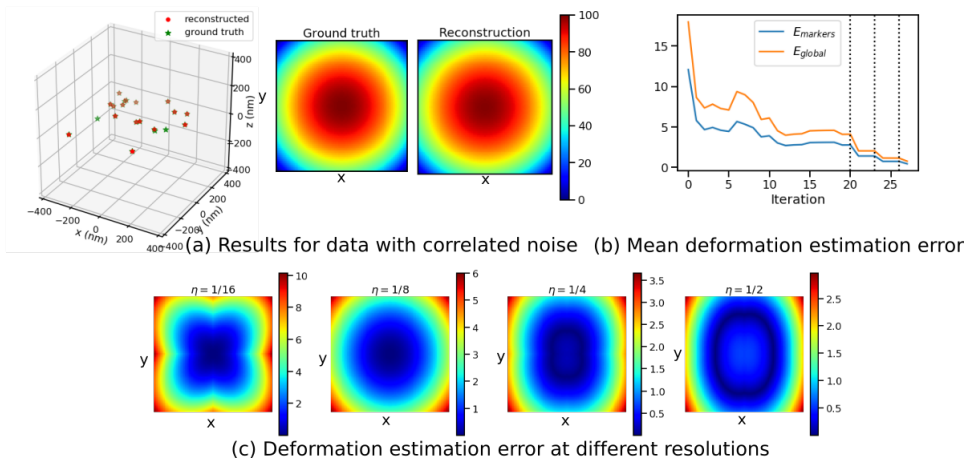 reconstructed
ground truth
400
200
0
−200
−400
z (nm)
−400
−200
0
200
400
x (nm)
−400
−200
0
200
400
y (nm)
Ground truth
Reconstruction
y
x
x
100
80
60
40
20
0
E_markers
E_global
15
10
5
0
0
5
10
15
20
25
Iteration
(a) Results for data with correlated noise
(b) Mean deformation estimation error
η = 1/16
y
x
10
8
6
4
2
η = 1/8
y
x
6
5
4
3
2
1
η = 1/4
y
x
3.5
3.0
2.5
2.0
1.5
1.0
0.5
η = 1/2
y
x
2.5
2.0
1.5
1.0
0.5
(c) Deformation estimation error at different resolutions